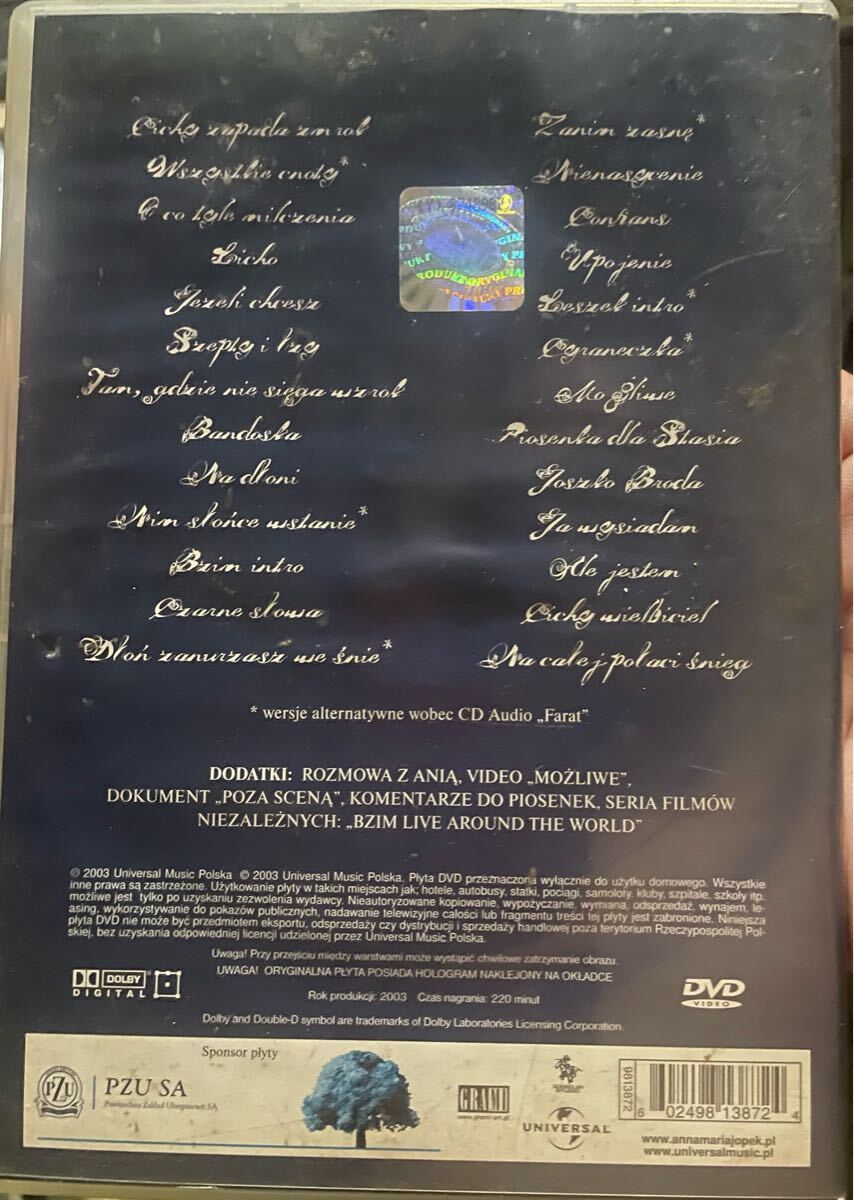 Cichy zapada zmrok
Wszystkie cnoty*
O co tyle milczenia
Licho
Jeżeli chcesz
Szepty i łzy
Tam, gdzie nie sięga wzrok
Bandoska
Na dłoni
Nim słońce wstanie*
Bzim intro
Czarne słowa
Dłoń zanurzasz we śnie*
Zanim zasnę*
Nienasycenie
Confians
Upojenie
Leszek intro*
Cyraneczka*
Możliwe
Piosenka dla Stasia
Joszko Broda
Ja wysiadam
Ale jestem
Cichy wielbiciel
Na całej połaci śnieg
* wersje alternatywne wobec CD Audio „Farat”
DODATKI: ROZMOWA Z ANIĄ, VIDEO „MOŻLIWE”,
DOKUMENT „POZA SCENĄ”, KOMENTARZE DO PIOSENEK, SERIA FILMÓW
NIEZALEŻNYCH: „BZIM LIVE AROUND THE WORLD”
℗ 2003 Universal Music Polska © 2003 Universal Music Polska. Płyta DVD przeznaczona wyłącznie do użytku domowego. Wszystkie
inne prawa są zastrzeżone. Użytkowanie płyty w takich miejscach jak; hotele, autobusy, statki, pociągi, samoloty, kluby, szpitale, szkoły itp.
możliwe jest tylko po uzyskaniu zezwolenia wydawcy. Nieautoryzowane kopiowanie, wypożyczanie, wymiana, odsprzedaż, wynajem, le-
asing, wykorzystywanie do pokazów publicznych, nadawanie telewizyjne całości lub fragmentu treści tej płyty jest zabronione. Niniejsza
płyta DVD nie może być przedmiotem eksportu, odsprzedaży czy dystrybucji i sprzedaży handlowej poza terytorium Rzeczypospolitej Pol-
skiej, bez uzyskania odpowiedniej licencji udzielonej przez Universal Music Polska.
Uwaga! Przy przejściu między warstwami może wystąpić chwilowe zatrzymanie obrazu.
UWAGA! ORYGINALNA PŁYTA POSIADA HOLOGRAM NAKLEJONY NA OKŁADCE
DOLBY
DIGITAL
Rok produkcji: 2003 Czas nagrania: 220 minut
DVD
VIDEO
Dolby and Double-D symbol are trademarks of Dolby Laboratories Licensing Corporation.
Sponsor płyty
PZU
PZU SA
Powszechny Zakład Ubezpieczeń SA
GRAMI
www.grami-art.pl
UNIVERSAL
9813872
6 02498 13872 4
www.annamariajopek.pl
www.universalmusic.pl